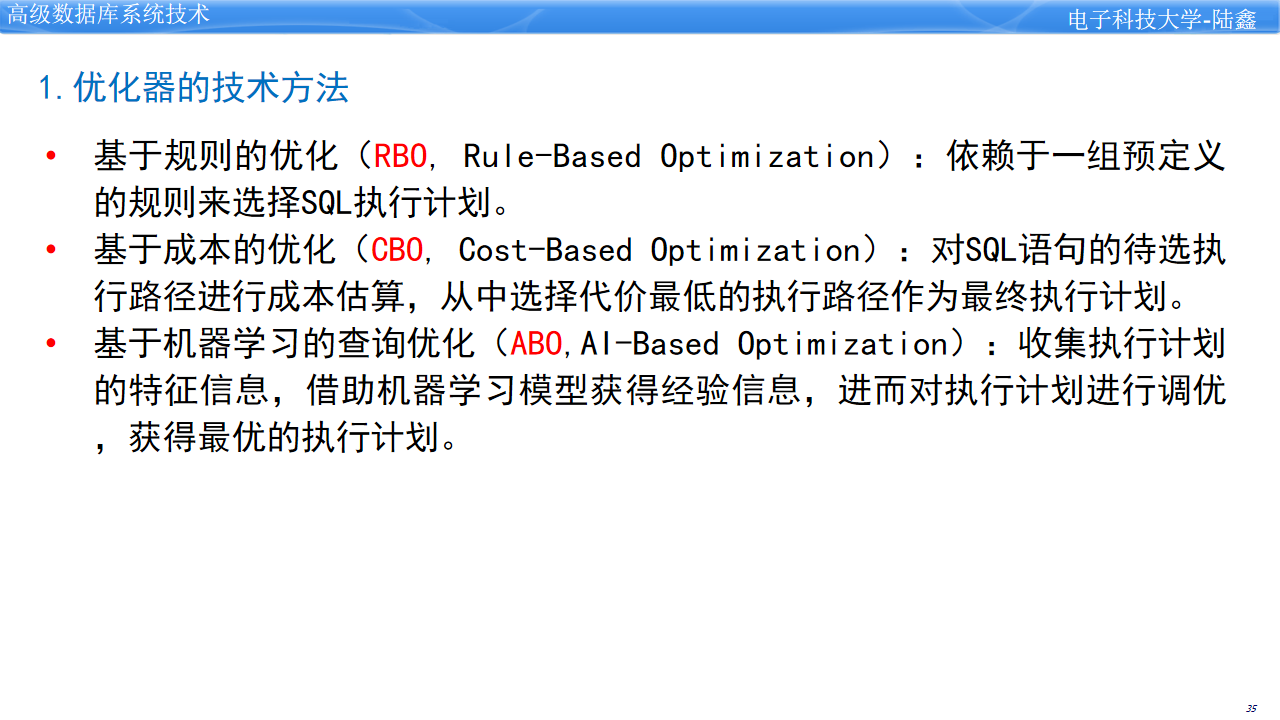 高级数据库系统技术
电子科技大学-陆鑫
1.优化器的技术方法
• 基于规则的优化（RBO, Rule-Based Optimization）：依赖于一组预定义
的规则来选择SQL执行计划。
• 基于成本的优化（CBO, Cost-Based Optimization）：对SQL语句的待选执
行路径进行成本估算，从中选择代价最低的执行路径作为最终执行计划。
• 基于机器学习的查询优化（ABO,AI-Based Optimization）：收集执行计划
的特征信息，借助机器学习模型获得经验信息，进而对执行计划进行调优
，获得最优的执行计划。
35